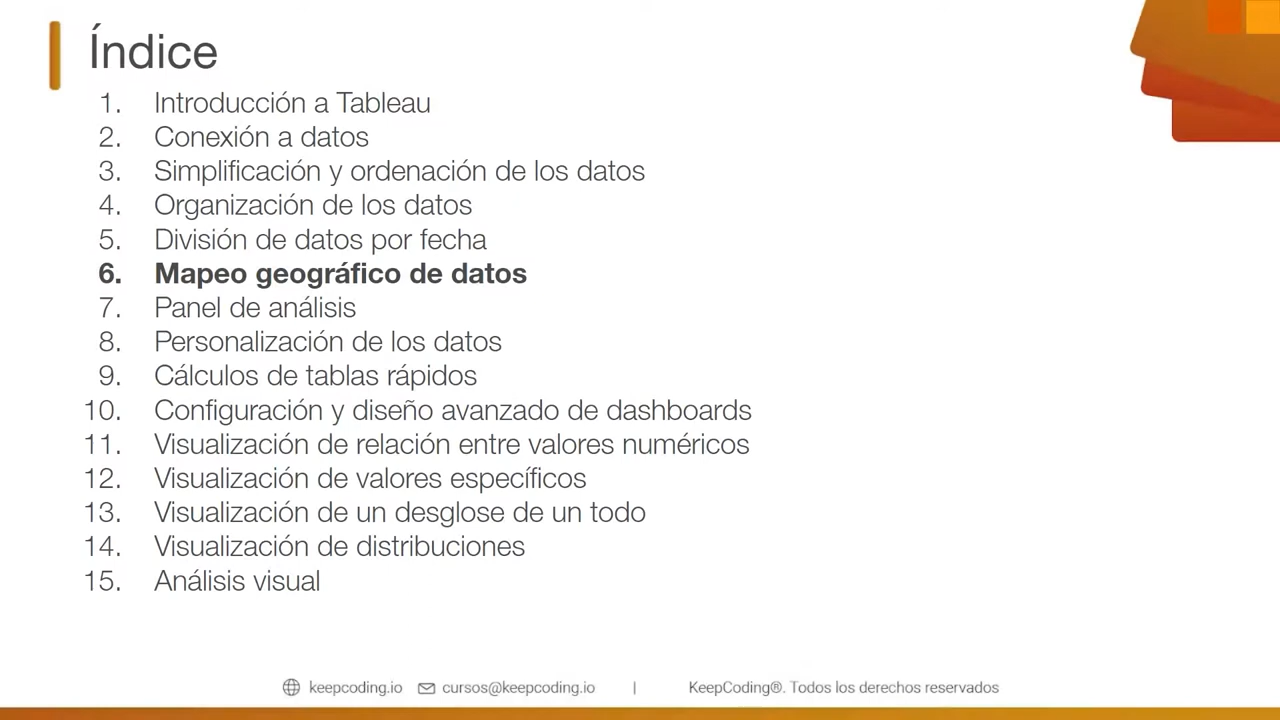 Índice
1. Introducción a Tableau
2. Conexión a datos
3. Simplificación y ordenación de los datos
4. Organización de los datos
5. División de datos por fecha
6. Mapeo geográfico de datos
7. Panel de análisis
8. Personalización de los datos
9. Cálculos de tablas rápidos
10. Configuración y diseño avanzado de dashboards
11. Visualización de relación entre valores numéricos
12. Visualización de valores específicos
13. Visualización de un desglose de un todo
14. Visualización de distribuciones
15. Análisis visual
keepcoding.io cursos@keepcoding.io | KeepCoding®. Todos los derechos reservados